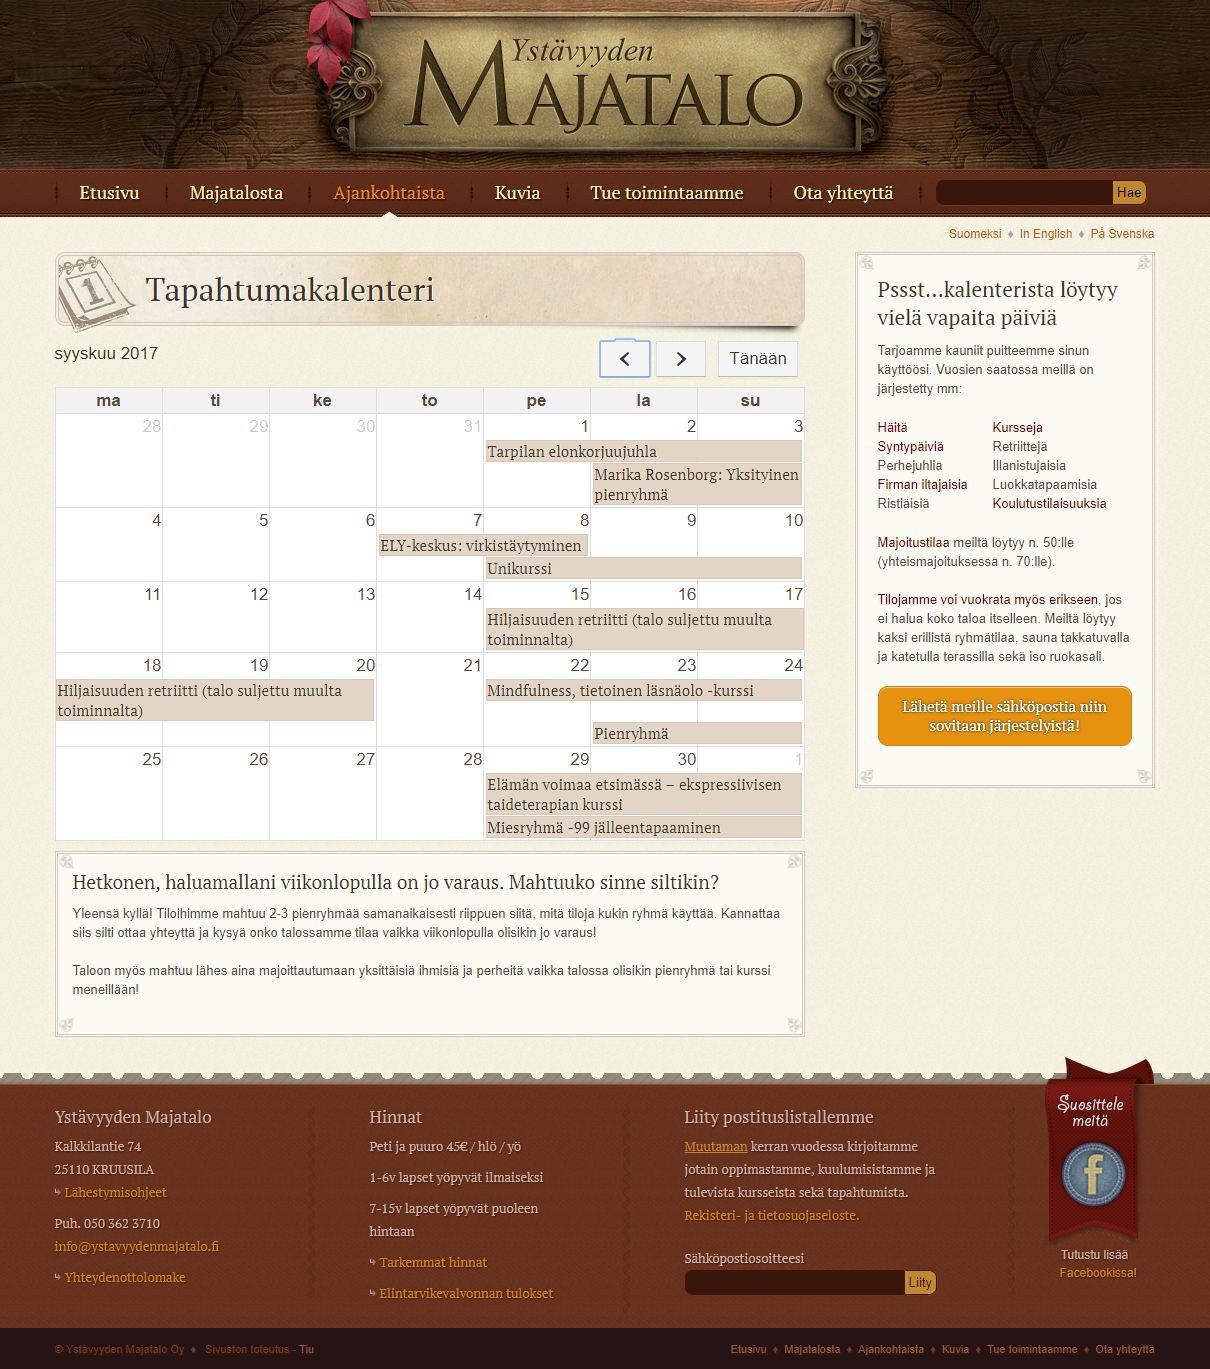 Ystävyyden
MAJATALO
Etusivu
Majatalosta
Ajankohtaista
Kuvia
Tue toimintaamme
Ota yhteyttä
Hae
Suomeksi ♦ In English ♦ På Svenska
1
Tapahtumakalenteri
syyskuu 2017
Tänään
ma ti ke to pe la su
28 29 30 31 1 2 3
Tarpilan elonkorjuujuhla
Marika Rosenborg: Yksityinen
pienryhmä
4 5 6 7 8 9 10
ELY-keskus: virkistäytyminen
Unikurssi
11 12 13 14 15 16 17
Hiljaisuuden retriitti (talo suljettu muulta
toiminnalta)
18 19 20 21 22 23 24
Hiljaisuuden retriitti (talo suljettu muulta
toiminnalta)
Mindfulness, tietoinen läsnäolo -kurssi
Pienryhmä
25 26 27 28 29 30 1
Elämän voimaa etsimässä – ekspressiivisen
taideterapian kurssi
Miesryhmä -99 jälleentapaaminen
Hetkonen, haluamallani viikonlopulla on jo varaus. Mahtuuko sinne siltikin?
Yleensä kyllä! Tiloihimme mahtuu 2-3 pienryhmää samanaikaisesti riippuen siitä, mitä tiloja kukin ryhmä käyttää. Kannattaa
siis silti ottaa yhteyttä ja kysyä onko talossamme tilaa vaikka viikonlopulla olisikin jo varaus!
Taloon myös mahtuu lähes aina majoittautumaan yksittäisiä ihmisiä ja perheitä vaikka talossa olisikin pienryhmä tai kurssi
meneillään!
Pssst...kalenterista löytyy
vielä vapaita päiviä
Tarjoamme kauniit puitteemme sinun
käyttöösi. Vuosien saatossa meillä on
järjestetty mm:
Häitä Kursseja
Syntypäiviä Retriittejä
Perhejuhlia Illanistujaisia
Firman iltajaisia Luokkatapaamisia
Ristiäisiä Koulutustilaisuuksia
Majoitustilaa meiltä löytyy n. 50:lle
(yhteismajoituksessa n. 70:lle).
Tilojamme voi vuokrata myös erikseen, jos
ei halua koko taloa itselleen. Meiltä löytyy
kaksi erillistä ryhmätilaa, sauna takkatuvalla
ja katetulla terassilla sekä iso ruokasali.
Lähetä meille sähköpostia niin
sovitaan järjestelyistä!
Ystävyyden Majatalo
Kalkkilantie 74
25110 KRUUSILA
Lähestymisohjeet
Puh. 050 362 3710
info@ystavyydenmajatalo.fi
Yhteydenottolomake
Hinnat
Peti ja puuro 45€ / hlö / yö
1-6v lapset yöpyvät ilmaiseksi
7-15v lapset yöpyvät puoleen
hintaan
Tarkemmat hinnat
Elintarvikevalvonnan tulokset
Liity postituslistallemme
Muutaman kerran vuodessa kirjoitamme
jotain oppimastamme, kuulumisistamme ja
tulevista kursseista sekä tapahtumista.
Rekisteri- ja tietosuojaseloste.
Sähköpostiosoitteesi
Liity
Suosittele
meitä
f
Tutustu lisää
Facebookissa!
© Ystävyyden Majatalo Oy ♦ Sivuston toteutus - Tiu
Etusivu ♦ Majatalosta ♦ Ajankohtaista ♦ Kuvia ♦ Tue toimintaamme ♦ Ota yhteyttä